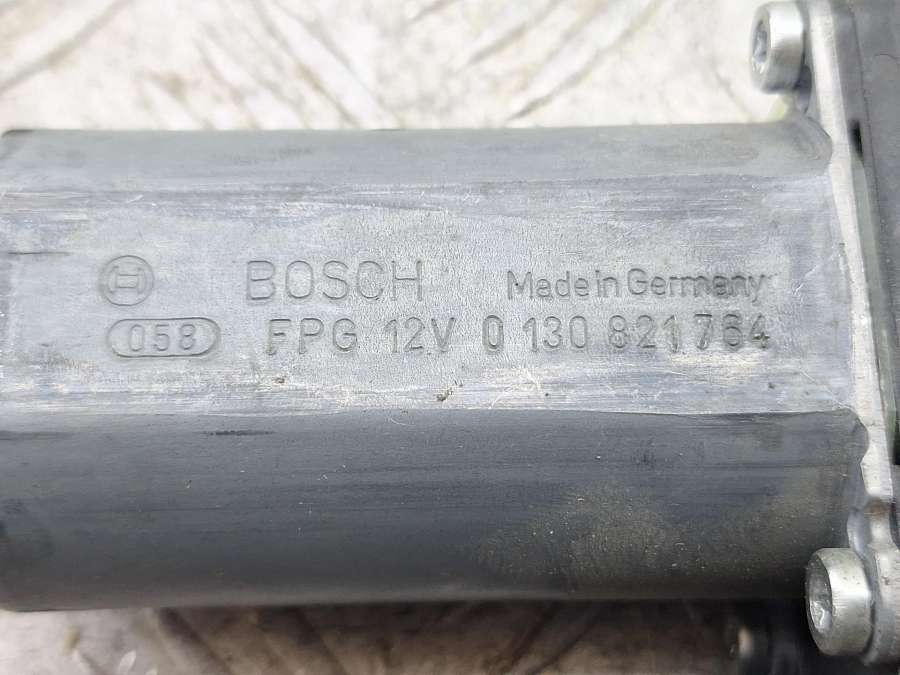 BOSCH Made in Germany
058 FPG 12V 0 130 821 764